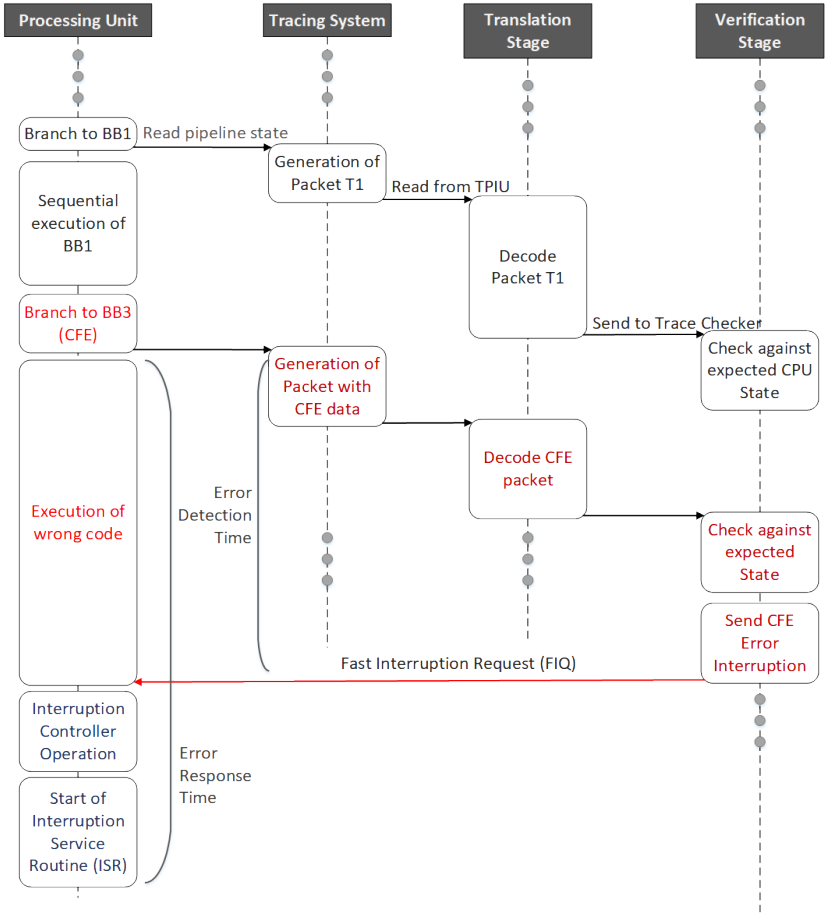 Processing Unit
Tracing System
Translation
Stage
Verification
Stage
Branch to BB1
Read pipeline state
Generation of
Packet T1
Read from TPIU
Sequential
execution of
BB1
Decode
Packet T1
Branch to BB3
(CFE)
Send to Trace Checker
Check against
expected CPU
State
Generation of
Packet with
CFE data
Decode CFE
packet
Error
Detection
Time
Execution of
wrong code
Check against
expected
State
Send CFE
Error
Interruption
Fast Interruption Request (FIQ)
Interruption
Controller
Operation
Error
Response
Time
Start of
Interruption
Service
Routine (ISR)